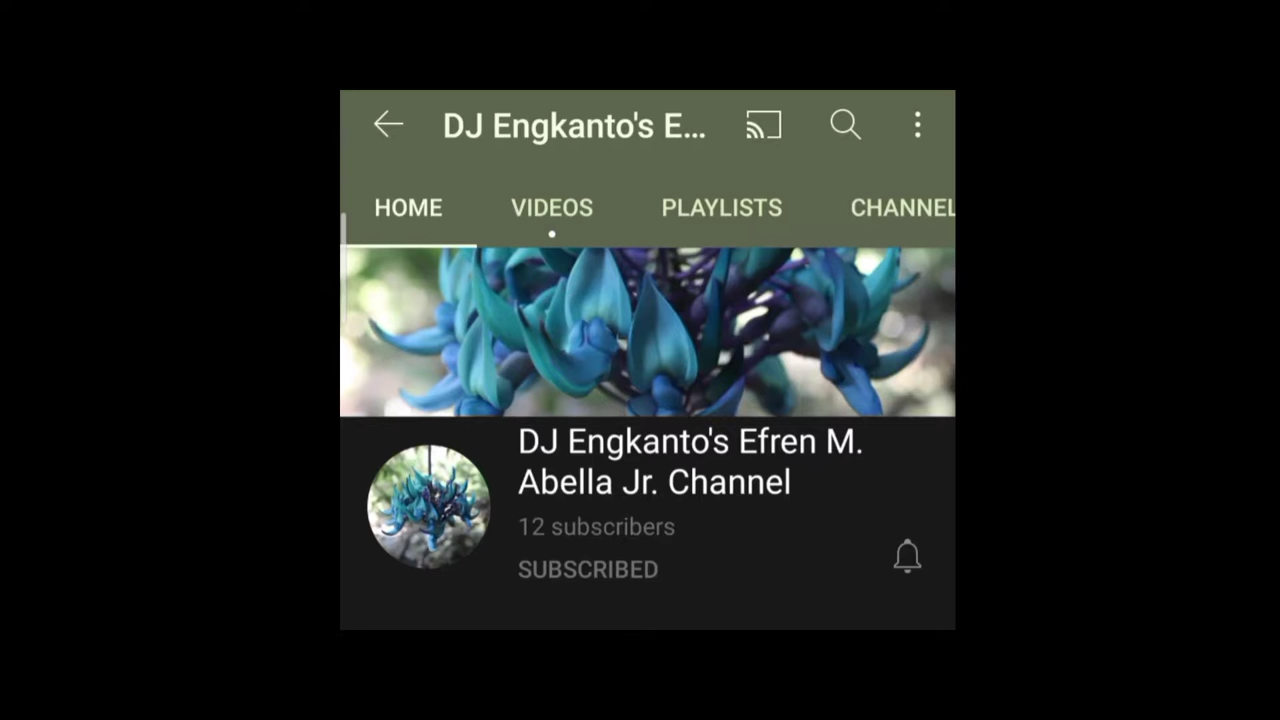 DJ Engkanto's E...
HOME VIDEOS PLAYLISTS CHANNEL
DJ Engkanto's Efren M.
Abella Jr. Channel
12 subscribers
SUBSCRIBED